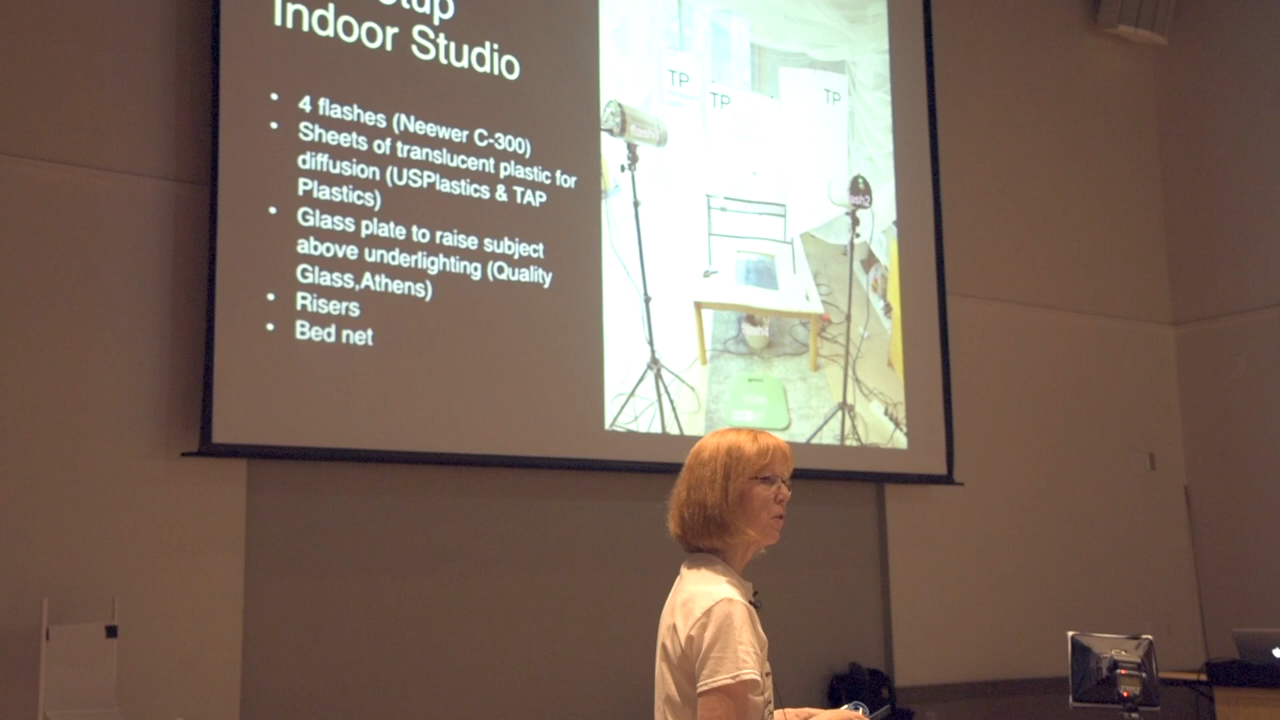 Indoor Studio
• 4 flashes (Neewer C-300)
• Sheets of translucent plastic for
diffusion (USPlastics & TAP
Plastics)
• Glass plate to raise subject
above underlighting (Quality
Glass,Athens)
• Risers
• Bed net
TP
TP
TP